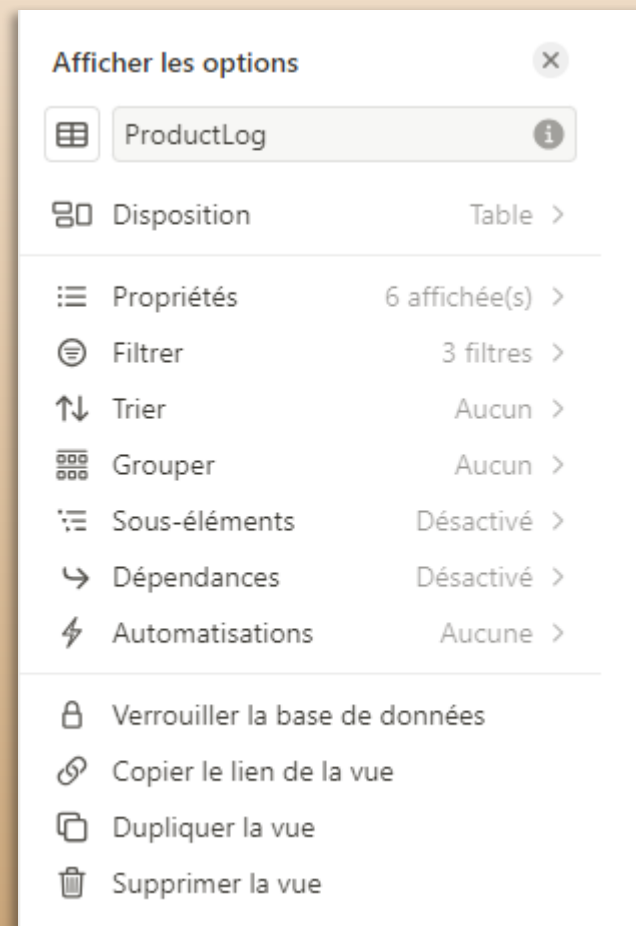 Afficher les options
ProductLog
Disposition Table
Propriétés 6 affichée(s)
Filtrer 3 filtres
Trier Aucun
Grouper Aucun
Sous-éléments Désactivé
Dépendances Désactivé
Automatisations Aucune
Verrouiller la base de données
Copier le lien de la vue
Dupliquer la vue
Supprimer la vue